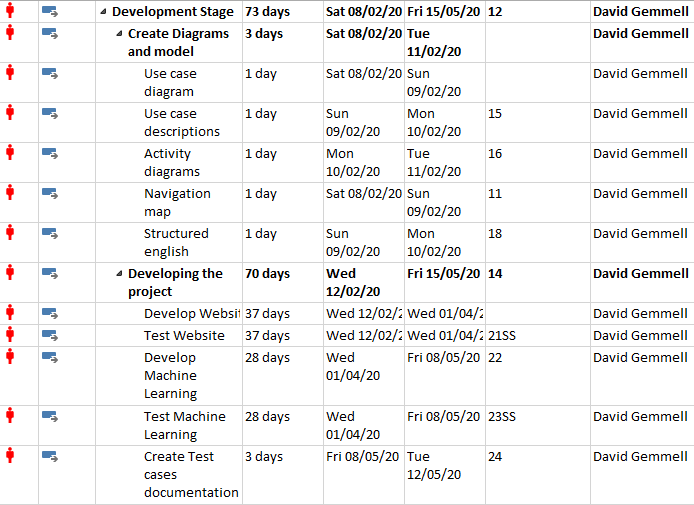 Development Stage 73 days Sat 08/02/20 Fri 15/05/20 12 David Gemmell
Create Diagrams 3 days Sat 08/02/20 Tue David Gemmell
and model 11/02/20
Use case 1 day Sat 08/02/20 Sun David Gemmell
diagram 09/02/20
Use case 1 day Sun Mon 15 David Gemmell
descriptions 09/02/20 10/02/20
Activity 1 day Mon Tue 16 David Gemmell
diagrams 10/02/20 11/02/20
Navigation 1 day Sat 08/02/20 Sun 11 David Gemmell
map 09/02/20
Structured 1 day Sun Mon 18 David Gemmell
english 09/02/20 10/02/20
Developing the 70 days Wed Fri 15/05/20 14 David Gemmell
project 12/02/20
Develop Websit 37 days Wed 12/02/2 Wed 01/04/2 David Gemmell
Test Website 37 days Wed 12/02/2 Wed 01/04/2 21SS David Gemmell
Develop 28 days Wed Fri 08/05/20 22 David Gemmell
Machine 01/04/20
Learning
Test Machine 28 days Wed Fri 08/05/20 23SS David Gemmell
Learning 01/04/20
Create Test 3 days Fri 08/05/20 Tue 24 David Gemmell
cases 12/05/20
documentation